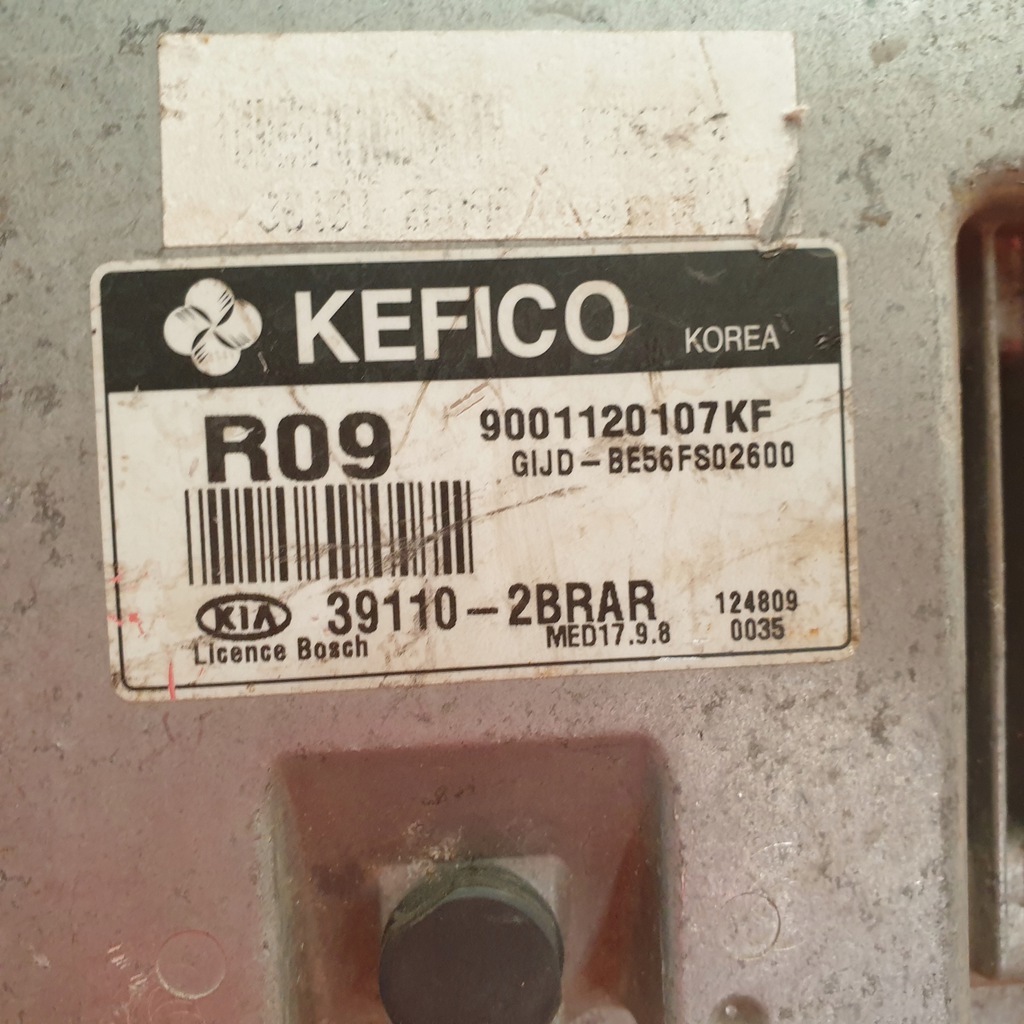 KEFICO KOREA
R09 9001120107KF
GIJD-BE56FS02600
KIA 39110-2BRAR 124809
Licence Bosch MED17.9.8 0035